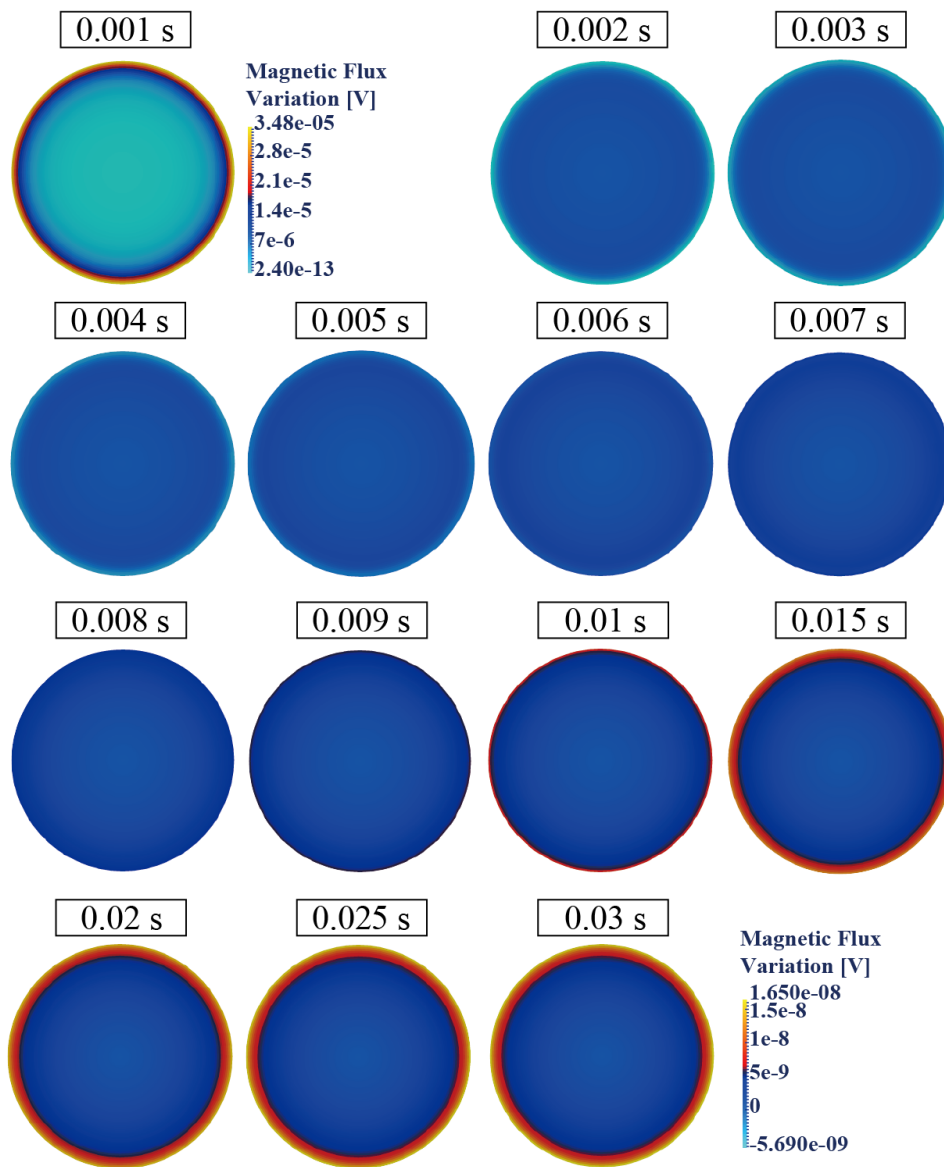 0.001 s
0.002 s
0.003 s
Magnetic Flux
Variation [V]
3.48e-05
2.8e-5
2.1e-5
1.4e-5
7e-6
2.40e-13
0.004 s
0.005 s
0.006 s
0.007 s
0.008 s
0.009 s
0.01 s
0.015 s
0.02 s
0.025 s
0.03 s
Magnetic Flux
Variation [V]
1.650e-08
1.5e-8
1e-8
5e-9
0
-5.690e-09